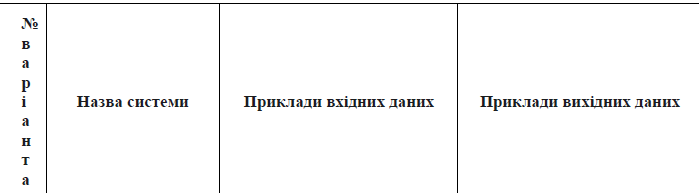 №
в
а
р
і
а
н
т
а
Назва системи
Приклади вхідних даних
Приклади вихідних даних